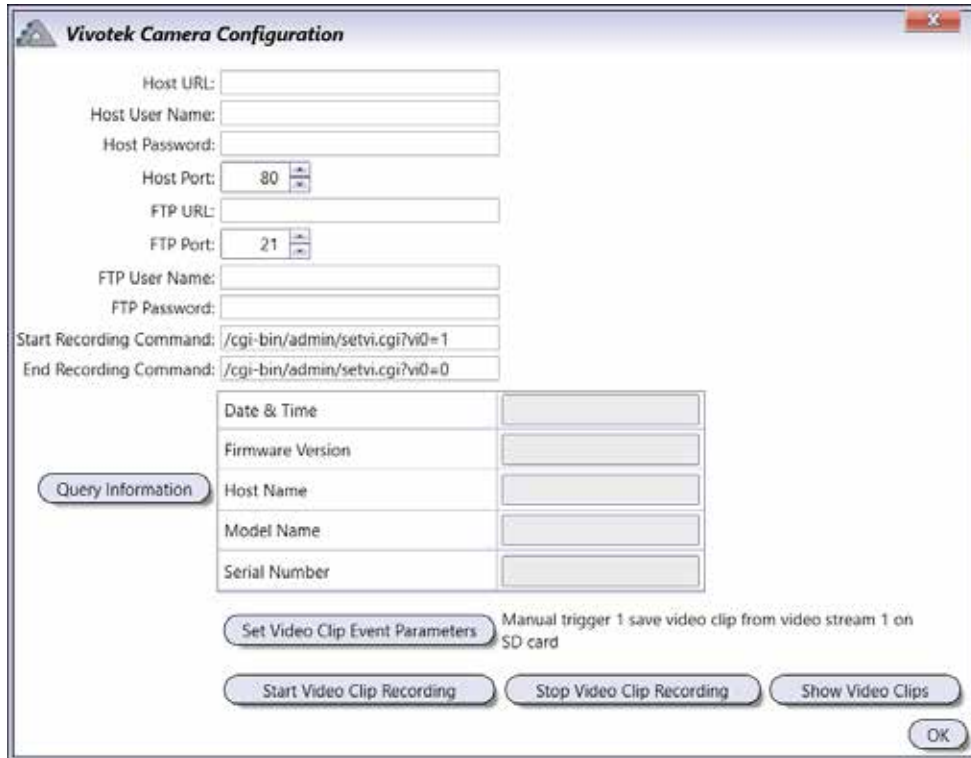 Vivotek Camera Configuration
Host URL:
Host User Name:
Host Password:
Host Port: 80
FTP URL:
FTP Port: 21
FTP User Name:
FTP Password:
Start Recording Command: /cgi-bin/admin/setvi.cgi?vi0=1
End Recording Command: /cgi-bin/admin/setvi.cgi?vi0=0
Date & Time
Firmware Version
Query Information Host Name
Model Name
Serial Number
Set Video Clip Event Parameters Manual trigger 1 save video clip from video stream 1 on
SD card
Start Video Clip Recording Stop Video Clip Recording Show Video Clips
OK